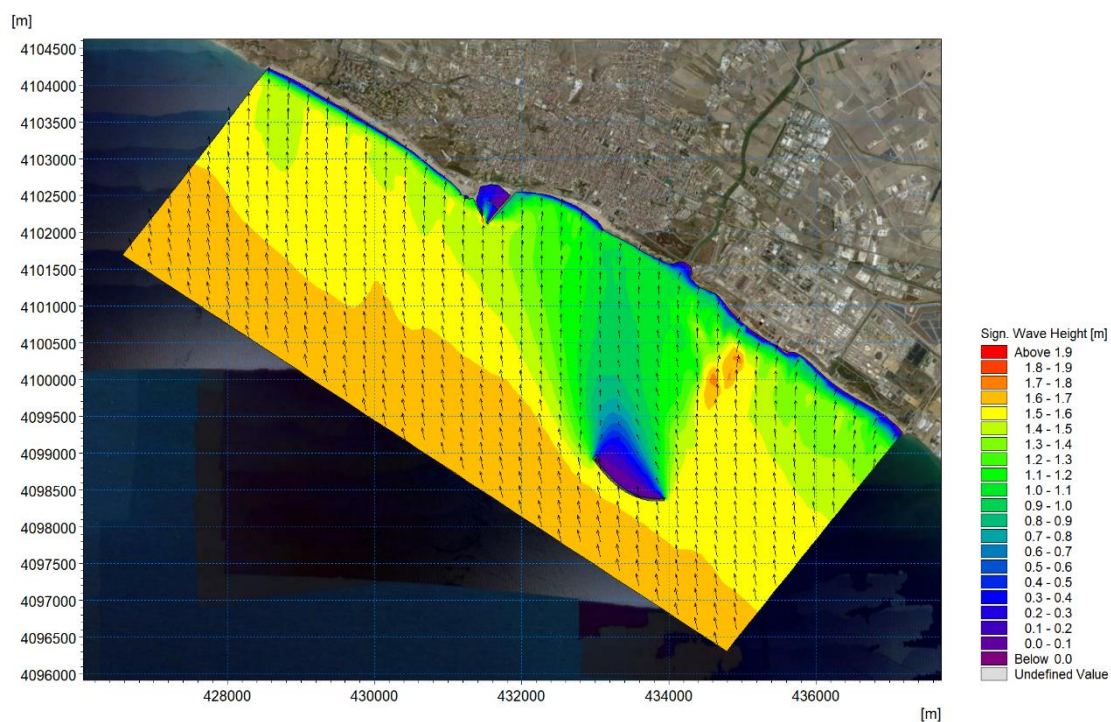 [m]
4104500
4104000
4103500
4103000
4102500
4102000
4101500
4101000
4100500
4100000
4099500
4099000
4098500
4098000
4097500
4097000
4096500
4096000
428000 430000 432000 434000 436000
[m]
Sign. Wave Height [m]
Above 1.9
1.8 - 1.9
1.7 - 1.8
1.6 - 1.7
1.5 - 1.6
1.4 - 1.5
1.3 - 1.4
1.2 - 1.3
1.1 - 1.2
1.0 - 1.1
0.9 - 1.0
0.8 - 0.9
0.7 - 0.8
0.6 - 0.7
0.5 - 0.6
0.4 - 0.5
0.3 - 0.4
0.2 - 0.3
0.1 - 0.2
0.0 - 0.1
Below 0.0
Undefined Value